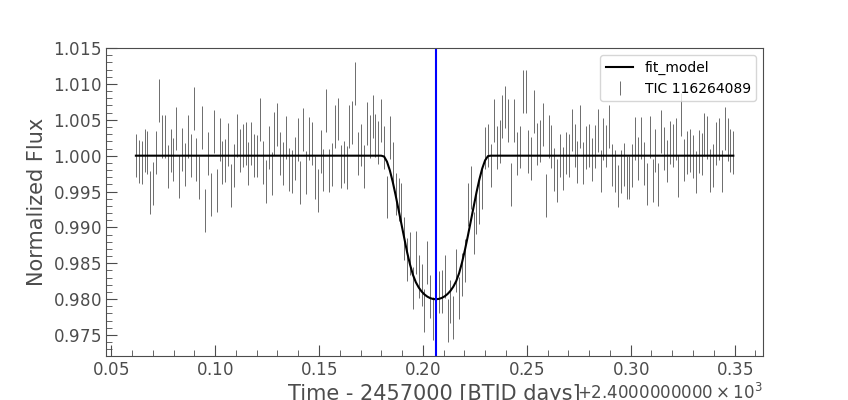 1.015
1.010
1.005
1.000
0.995
0.990
0.985
0.980
0.975
Normalized Flux
fit_model
TIC 116264089
0.05 0.10 0.15 0.20 0.25 0.30 0.35
Time - 2457000 [BTJD days]
+2.4000000000 × 10³